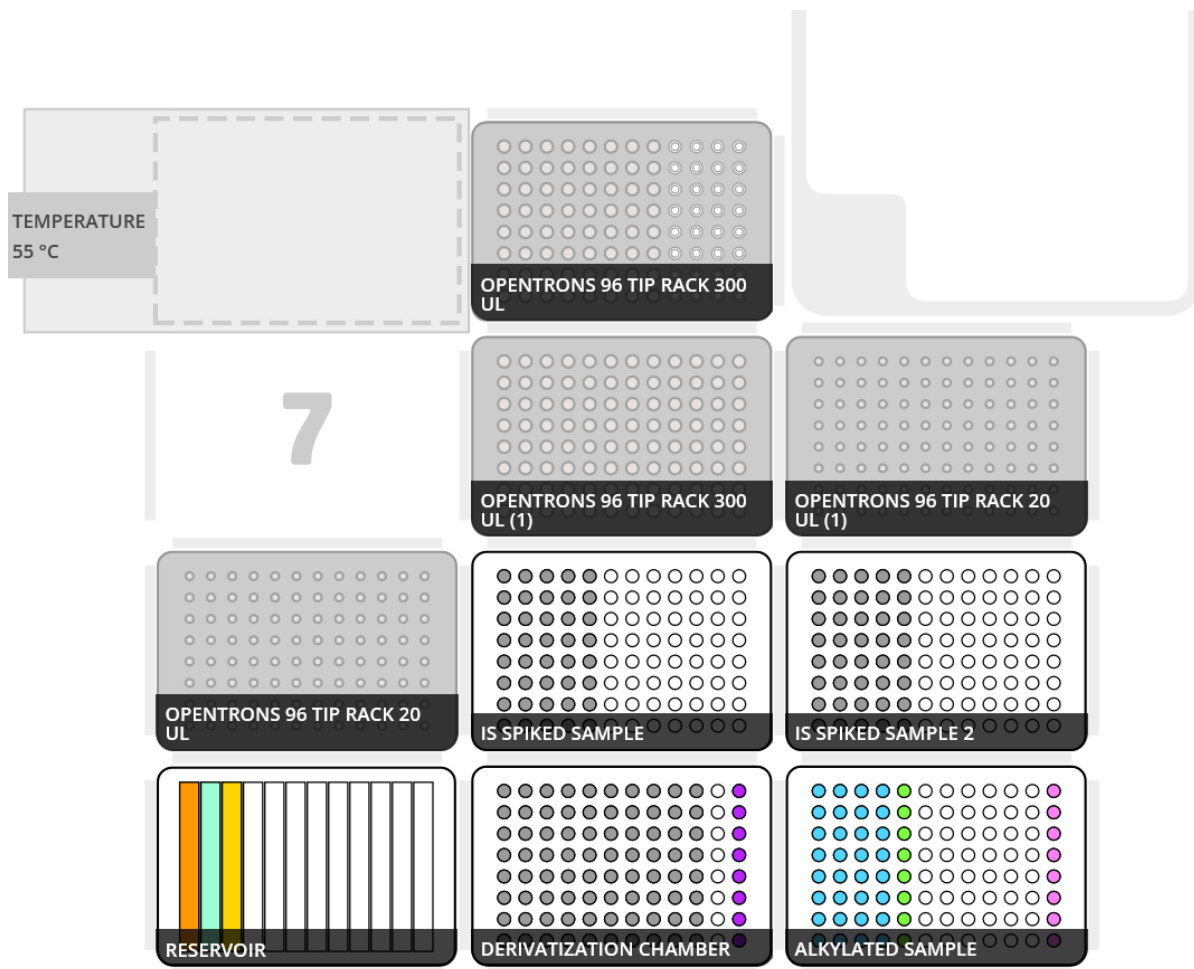 TEMPERATURE
55 °C
OPENTRONS 96 TIP RACK 300
UL
7
OPENTRONS 96 TIP RACK 300
UL (1)
OPENTRONS 96 TIP RACK 20
UL (1)
OPENTRONS 96 TIP RACK 20
UL
IS SPIKED SAMPLE
IS SPIKED SAMPLE 2
RESERVOIR
DERIVATIZATION CHAMBER
ALKYLATED SAMPLE